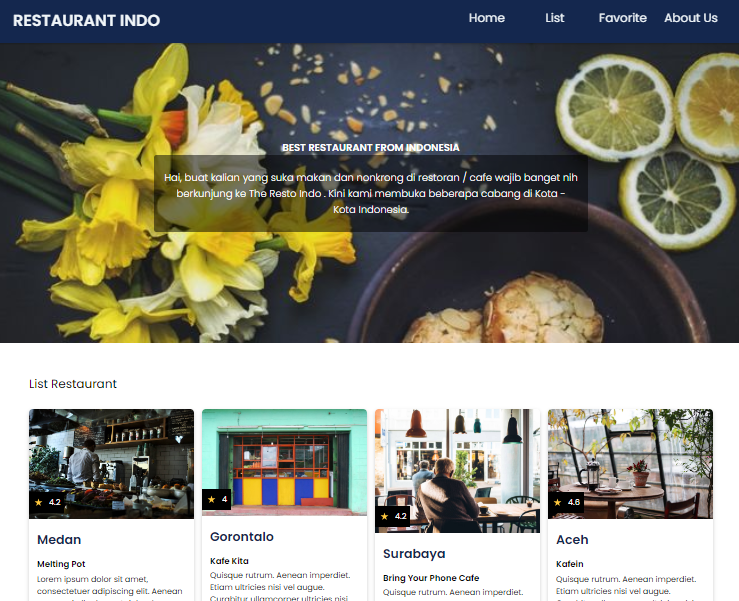 RESTAURANT INDO
Home List Favorite About Us
BEST RESTAURANT FROM INDONESIA
Hai, buat kalian yang suka makan dan nonkrong di restoran / cafe wajib banget nih
berkunjung ke The Resto Indo . Kini kami membuka beberapa cabang di Kota -
Kota Indonesia.
List Restaurant
★ 4.2
Medan
Melting Pot
Lorem ipsum dolor sit amet,
consectetuer adipiscing elit. Aenean
★ 4
Gorontalo
Kafe Kita
Quisque rutrum. Aenean imperdiet.
Etiam ultricies nisi vel augue.
Curabitur ullamcorper ultricies nisi.
★ 4.2
Surabaya
Bring Your Phone Cafe
Quisque rutrum. Aenean imperdiet.
★ 4.6
Aceh
Kafein
Quisque rutrum. Aenean imperdiet.
Etiam ultricies nisi vel augue.